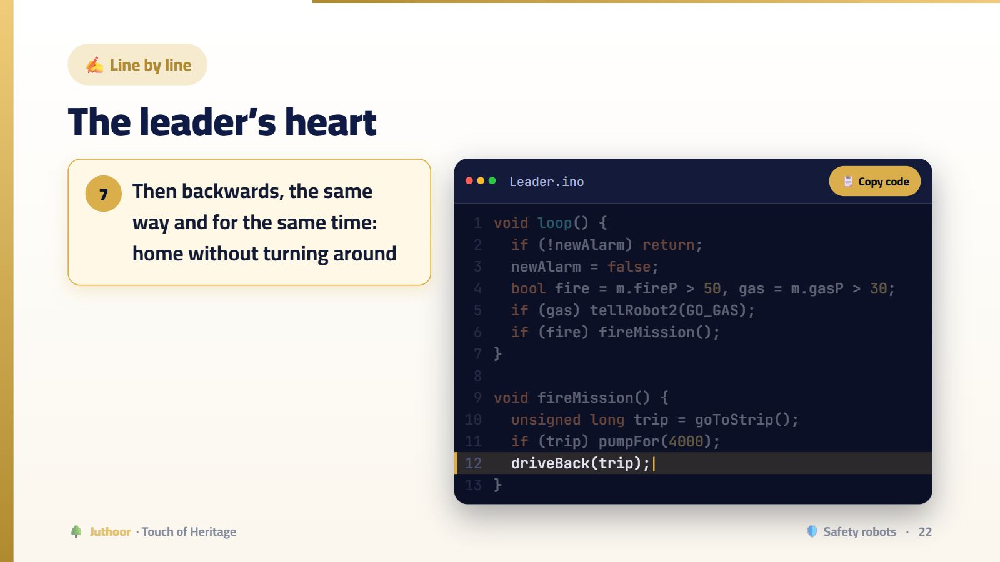 ✍️ Line by line
The leader’s heart
7
Then backwards, the same
way and for the same time:
home without turning around
Leader.ino
📋 Copy code
1 void loop() {
2   if (!newAlarm) return;
3   newAlarm = false;
4   bool fire = m.fireP > 50, gas = m.gasP > 30;
5   if (gas) tellRobot2(GO_GAS);
6   if (fire) fireMission();
7 }
8
9 void fireMission() {
10   unsigned long trip = goToStrip();
11   if (trip) pumpFor(4000);
12   driveBack(trip);
13 }
🌳 Juthoor · Touch of Heritage
🛡️ Safety robots · 22